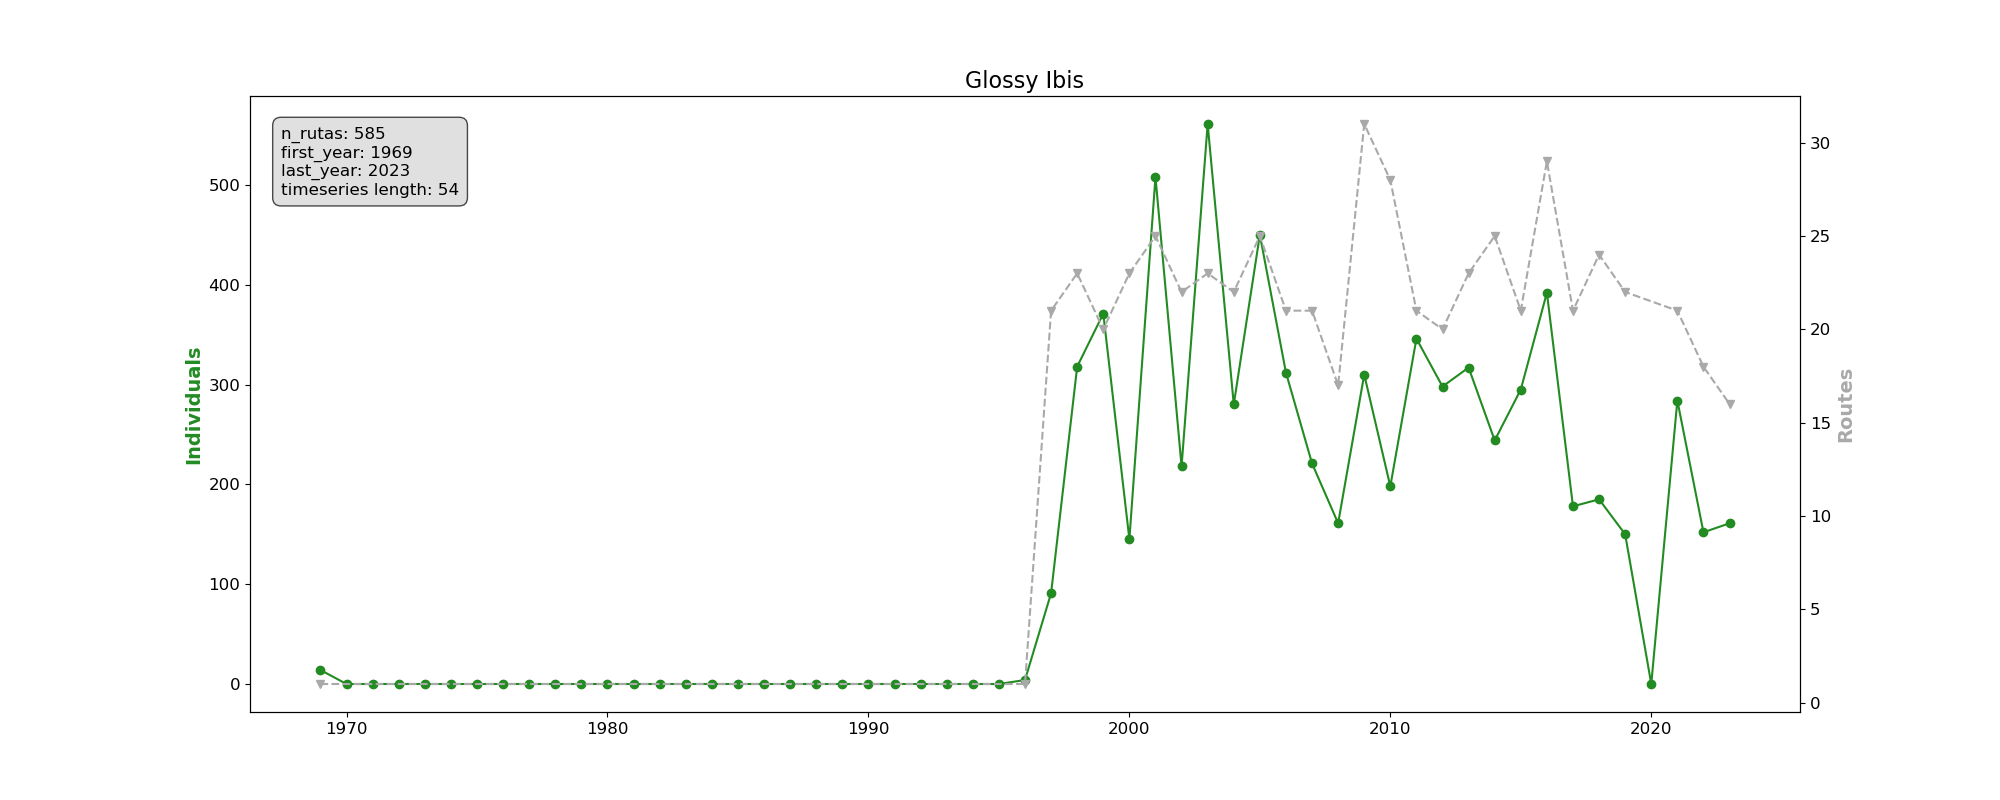 Glossy Ibis
n_rutas: 585
first_year: 1969
last_year: 2023
timeseries length: 54
Individuals
500
400
300
200
100
0
Routes
30
25
20
15
10
5
0
1970 1980 1990 2000 2010 2020